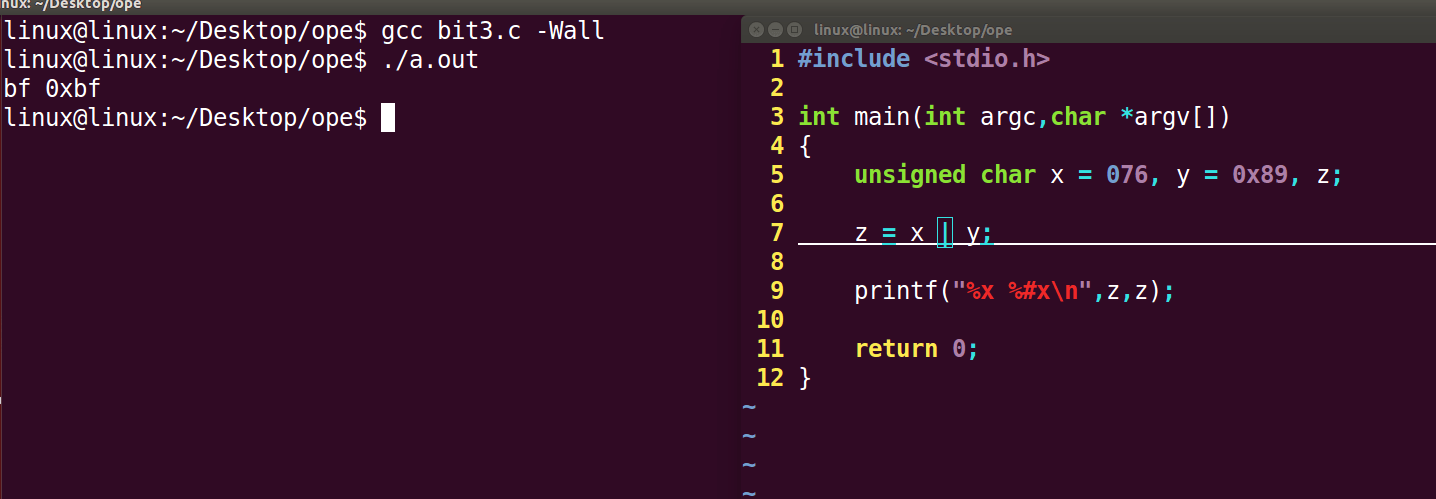 inux: ~/Desktop/ope
linux@linux:~/Desktop/ope$ gcc bit3.c -Wall
linux@linux:~/Desktop/ope$ ./a.out
bf 0xbf
linux@linux:~/Desktop/ope$
linux@linux: ~/Desktop/ope
1 #include <stdio.h>
2
3 int main(int argc,char *argv[])
4 {
5     unsigned char x = 076, y = 0x89, z;
6
7     z = x | y;
8
9     printf("%x %#x\n",z,z);
10
11     return 0;
12 }
~
~
~
~